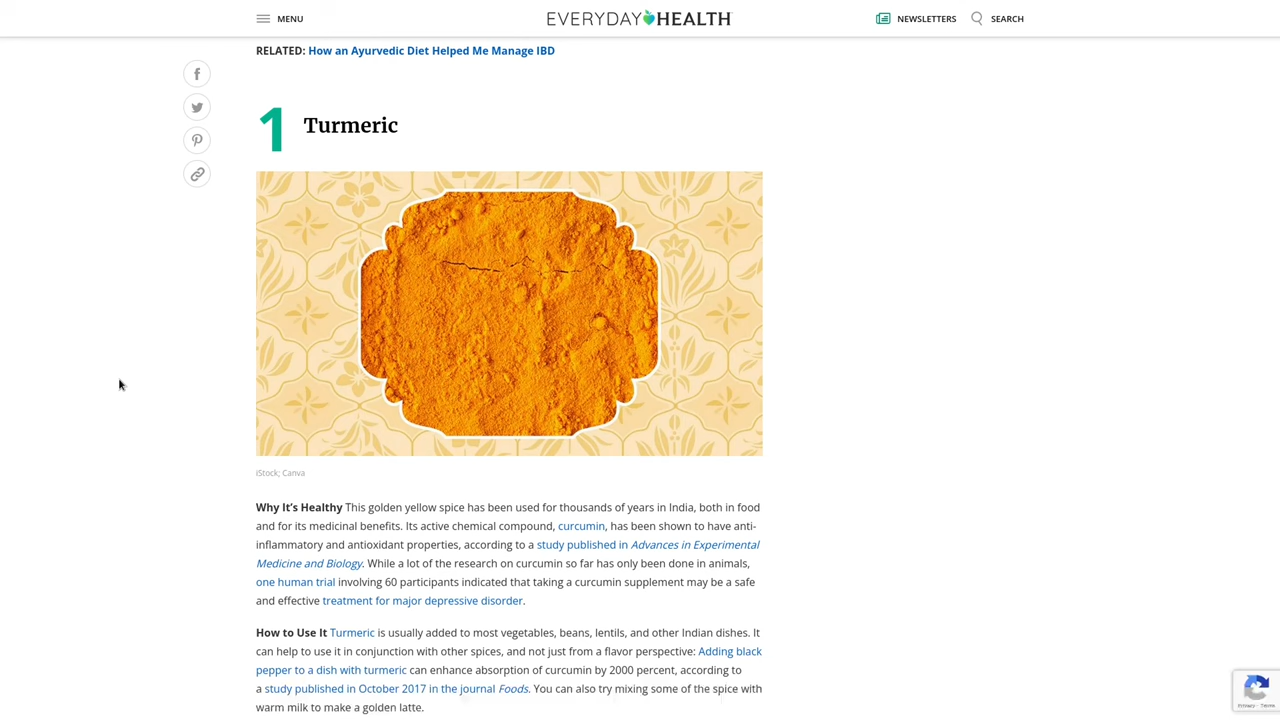 MENU
EVERYDAY HEALTH
NEWSLETTERS
SEARCH
RELATED: How an Ayurvedic Diet Helped Me Manage IBD
1 Turmeric
iStock; Canva
Why It’s Healthy This golden yellow spice has been used for thousands of years in India, both in food
and for its medicinal benefits. Its active chemical compound, curcumin, has been shown to have anti-
inflammatory and antioxidant properties, according to a study published in Advances in Experimental
Medicine and Biology. While a lot of the research on curcumin so far has only been done in animals,
one human trial involving 60 participants indicated that taking a curcumin supplement may be a safe
and effective treatment for major depressive disorder.
How to Use It Turmeric is usually added to most vegetables, beans, lentils, and other Indian dishes. It
can help to use it in conjunction with other spices, and not just from a flavor perspective: Adding black
pepper to a dish with turmeric can enhance absorption of curcumin by 2000 percent, according to
a study published in October 2017 in the journal Foods. You can also try mixing some of the spice with
warm milk to make a golden latte.
Privacy - Terms